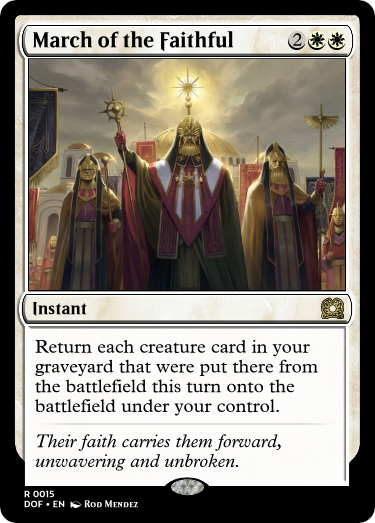 March of the Faithful 2
Instant
Return each creature card in your
graveyard that were put there from
the battlefield this turn onto the
battlefield under your control.
Their faith carries them forward,
unwavering and unbroken.
R 0015
DOF • EN Rod Mendez